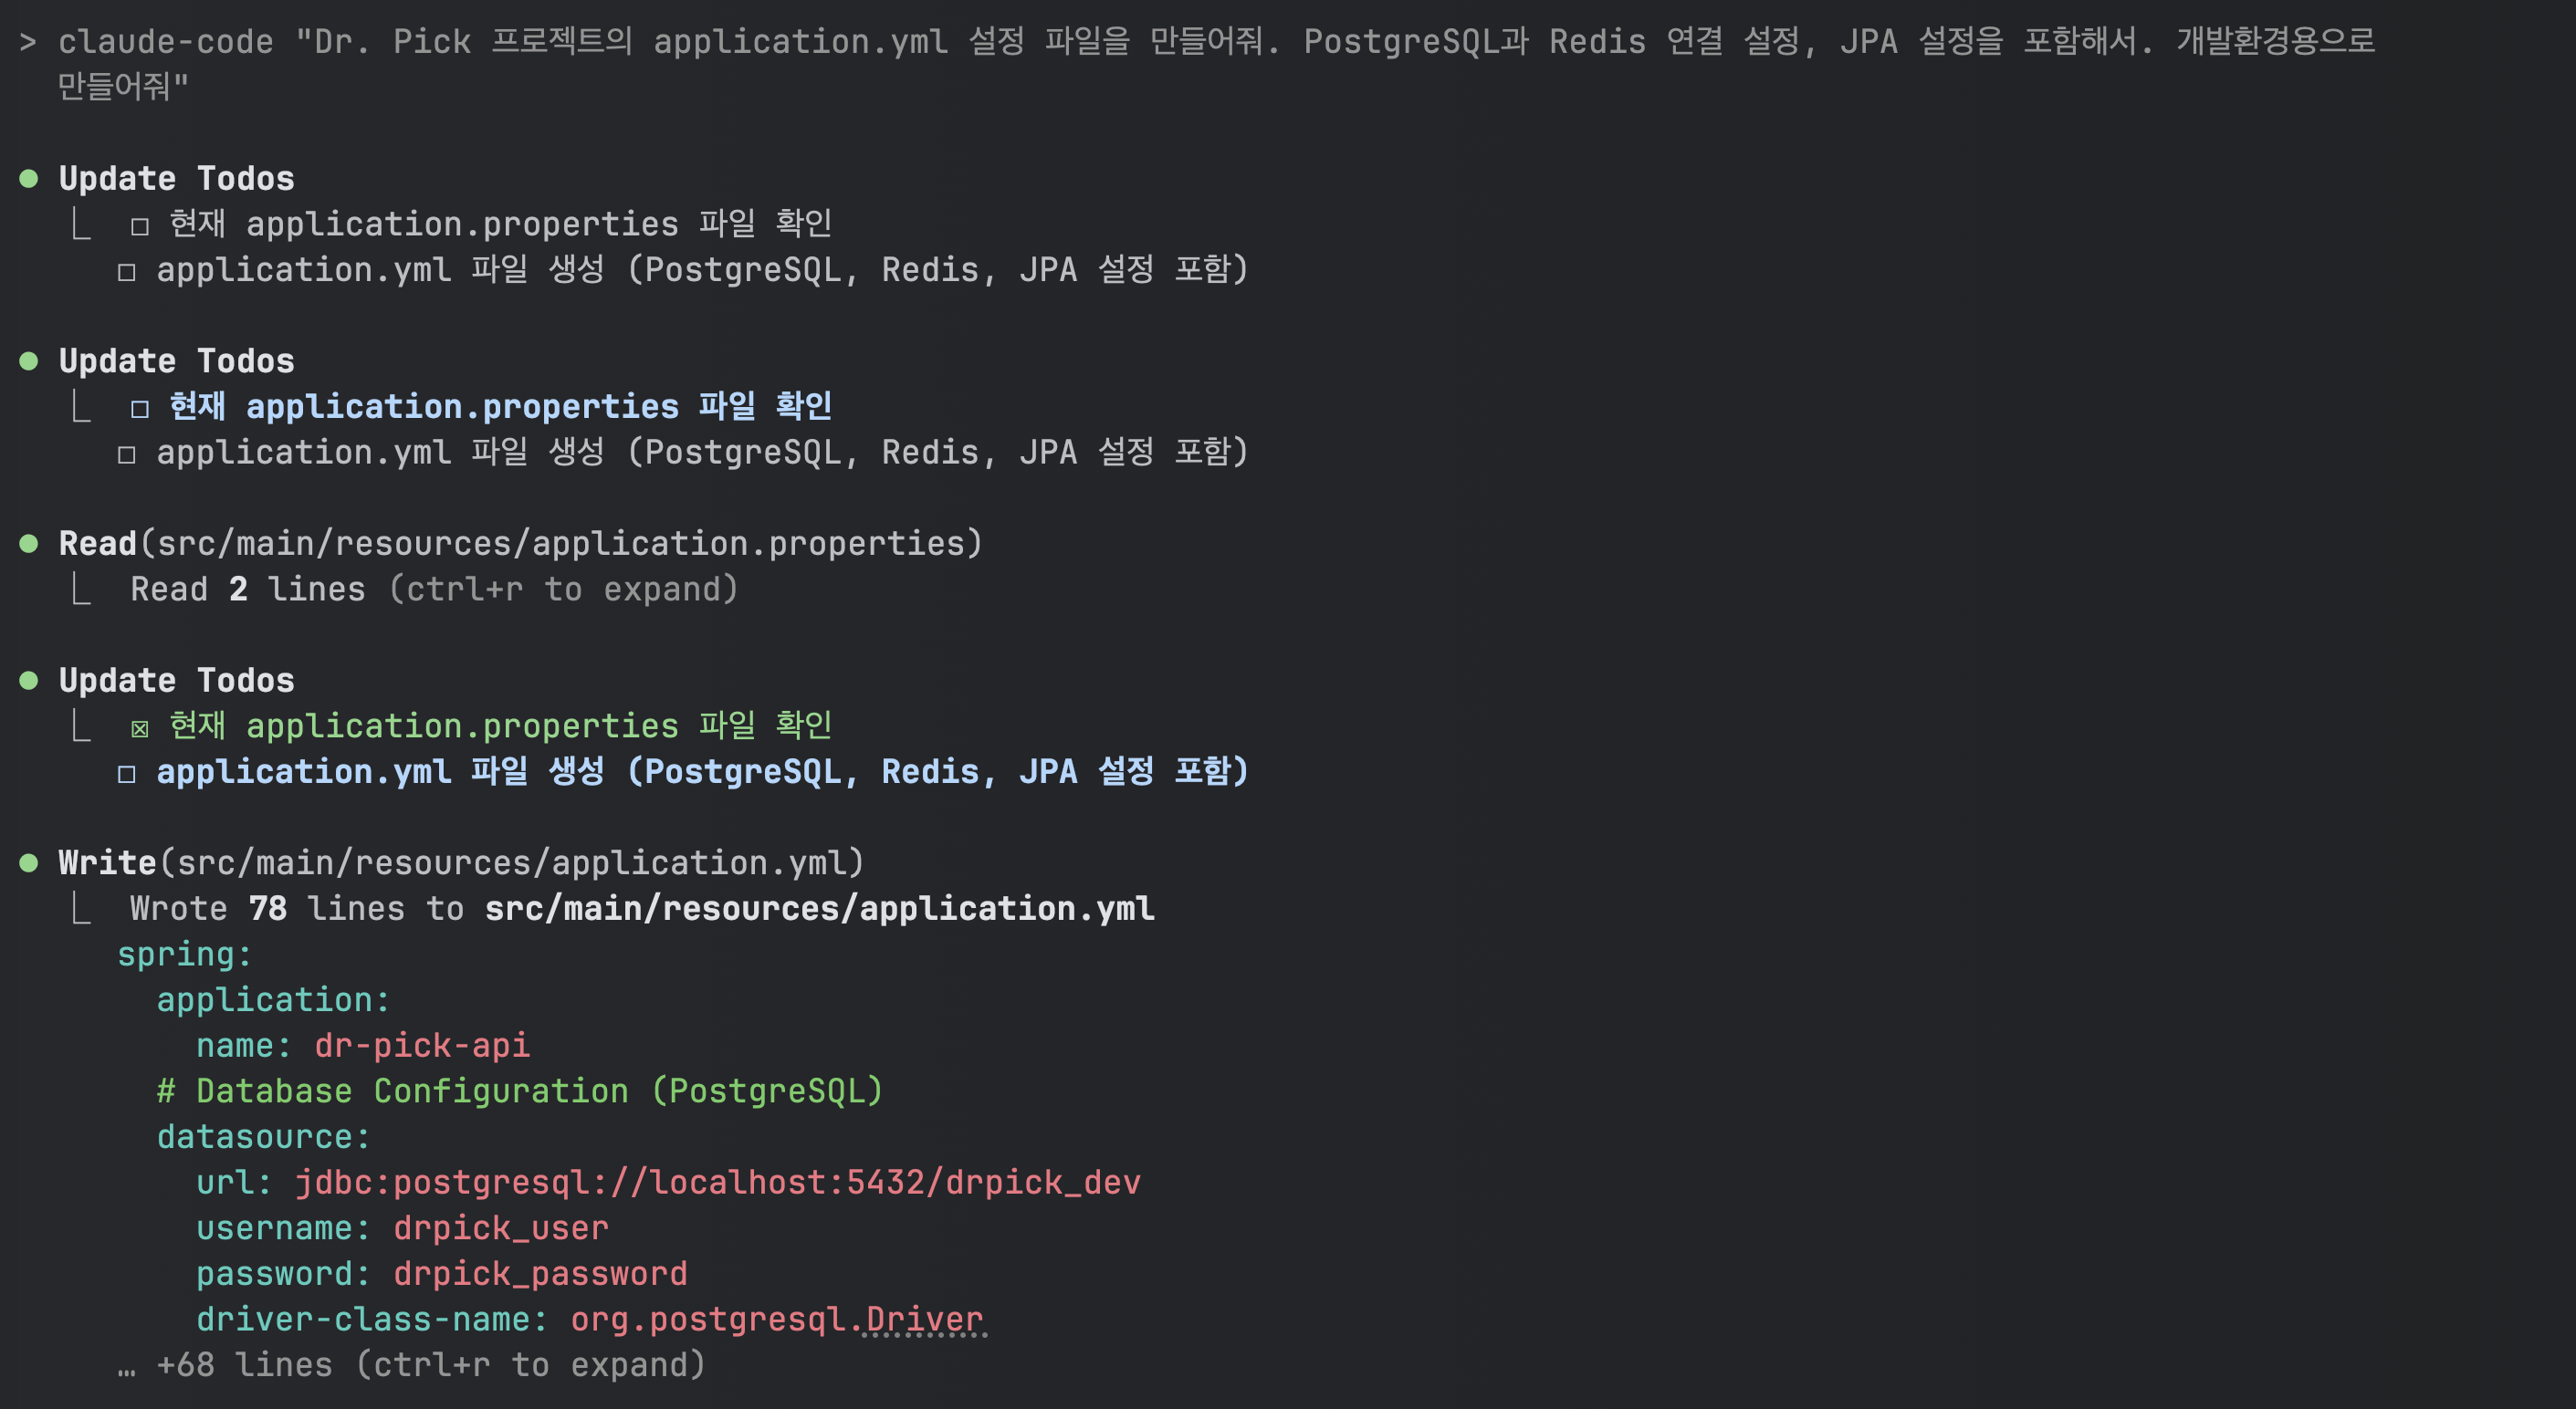 > claude-code "Dr. Pick 프로젝트의 application.yml 설정 파일을 만들어줘. PostgreSQL과 Redis 연결 설정, JPA 설정을 포함해서. 개발환경용으로
만들어줘"
● Update Todos
⎿ ☐ 현재 application.properties 파일 확인
☐ application.yml 파일 생성 (PostgreSQL, Redis, JPA 설정 포함)
● Update Todos
⎿ ☐ 현재 application.properties 파일 확인
☐ application.yml 파일 생성 (PostgreSQL, Redis, JPA 설정 포함)
● Read(src/main/resources/application.properties)
⎿ Read 2 lines (ctrl+r to expand)
● Update Todos
⎿ ☒ 현재 application.properties 파일 확인
☐ application.yml 파일 생성 (PostgreSQL, Redis, JPA 설정 포함)
● Write(src/main/resources/application.yml)
⎿ Wrote 78 lines to src/main/resources/application.yml
spring:
application:
name: dr-pick-api
# Database Configuration (PostgreSQL)
datasource:
url: jdbc:postgresql://localhost:5432/drpick_dev
username: drpick_user
password: drpick_password
driver-class-name: org.postgresql.Driver
… +68 lines (ctrl+r to expand)